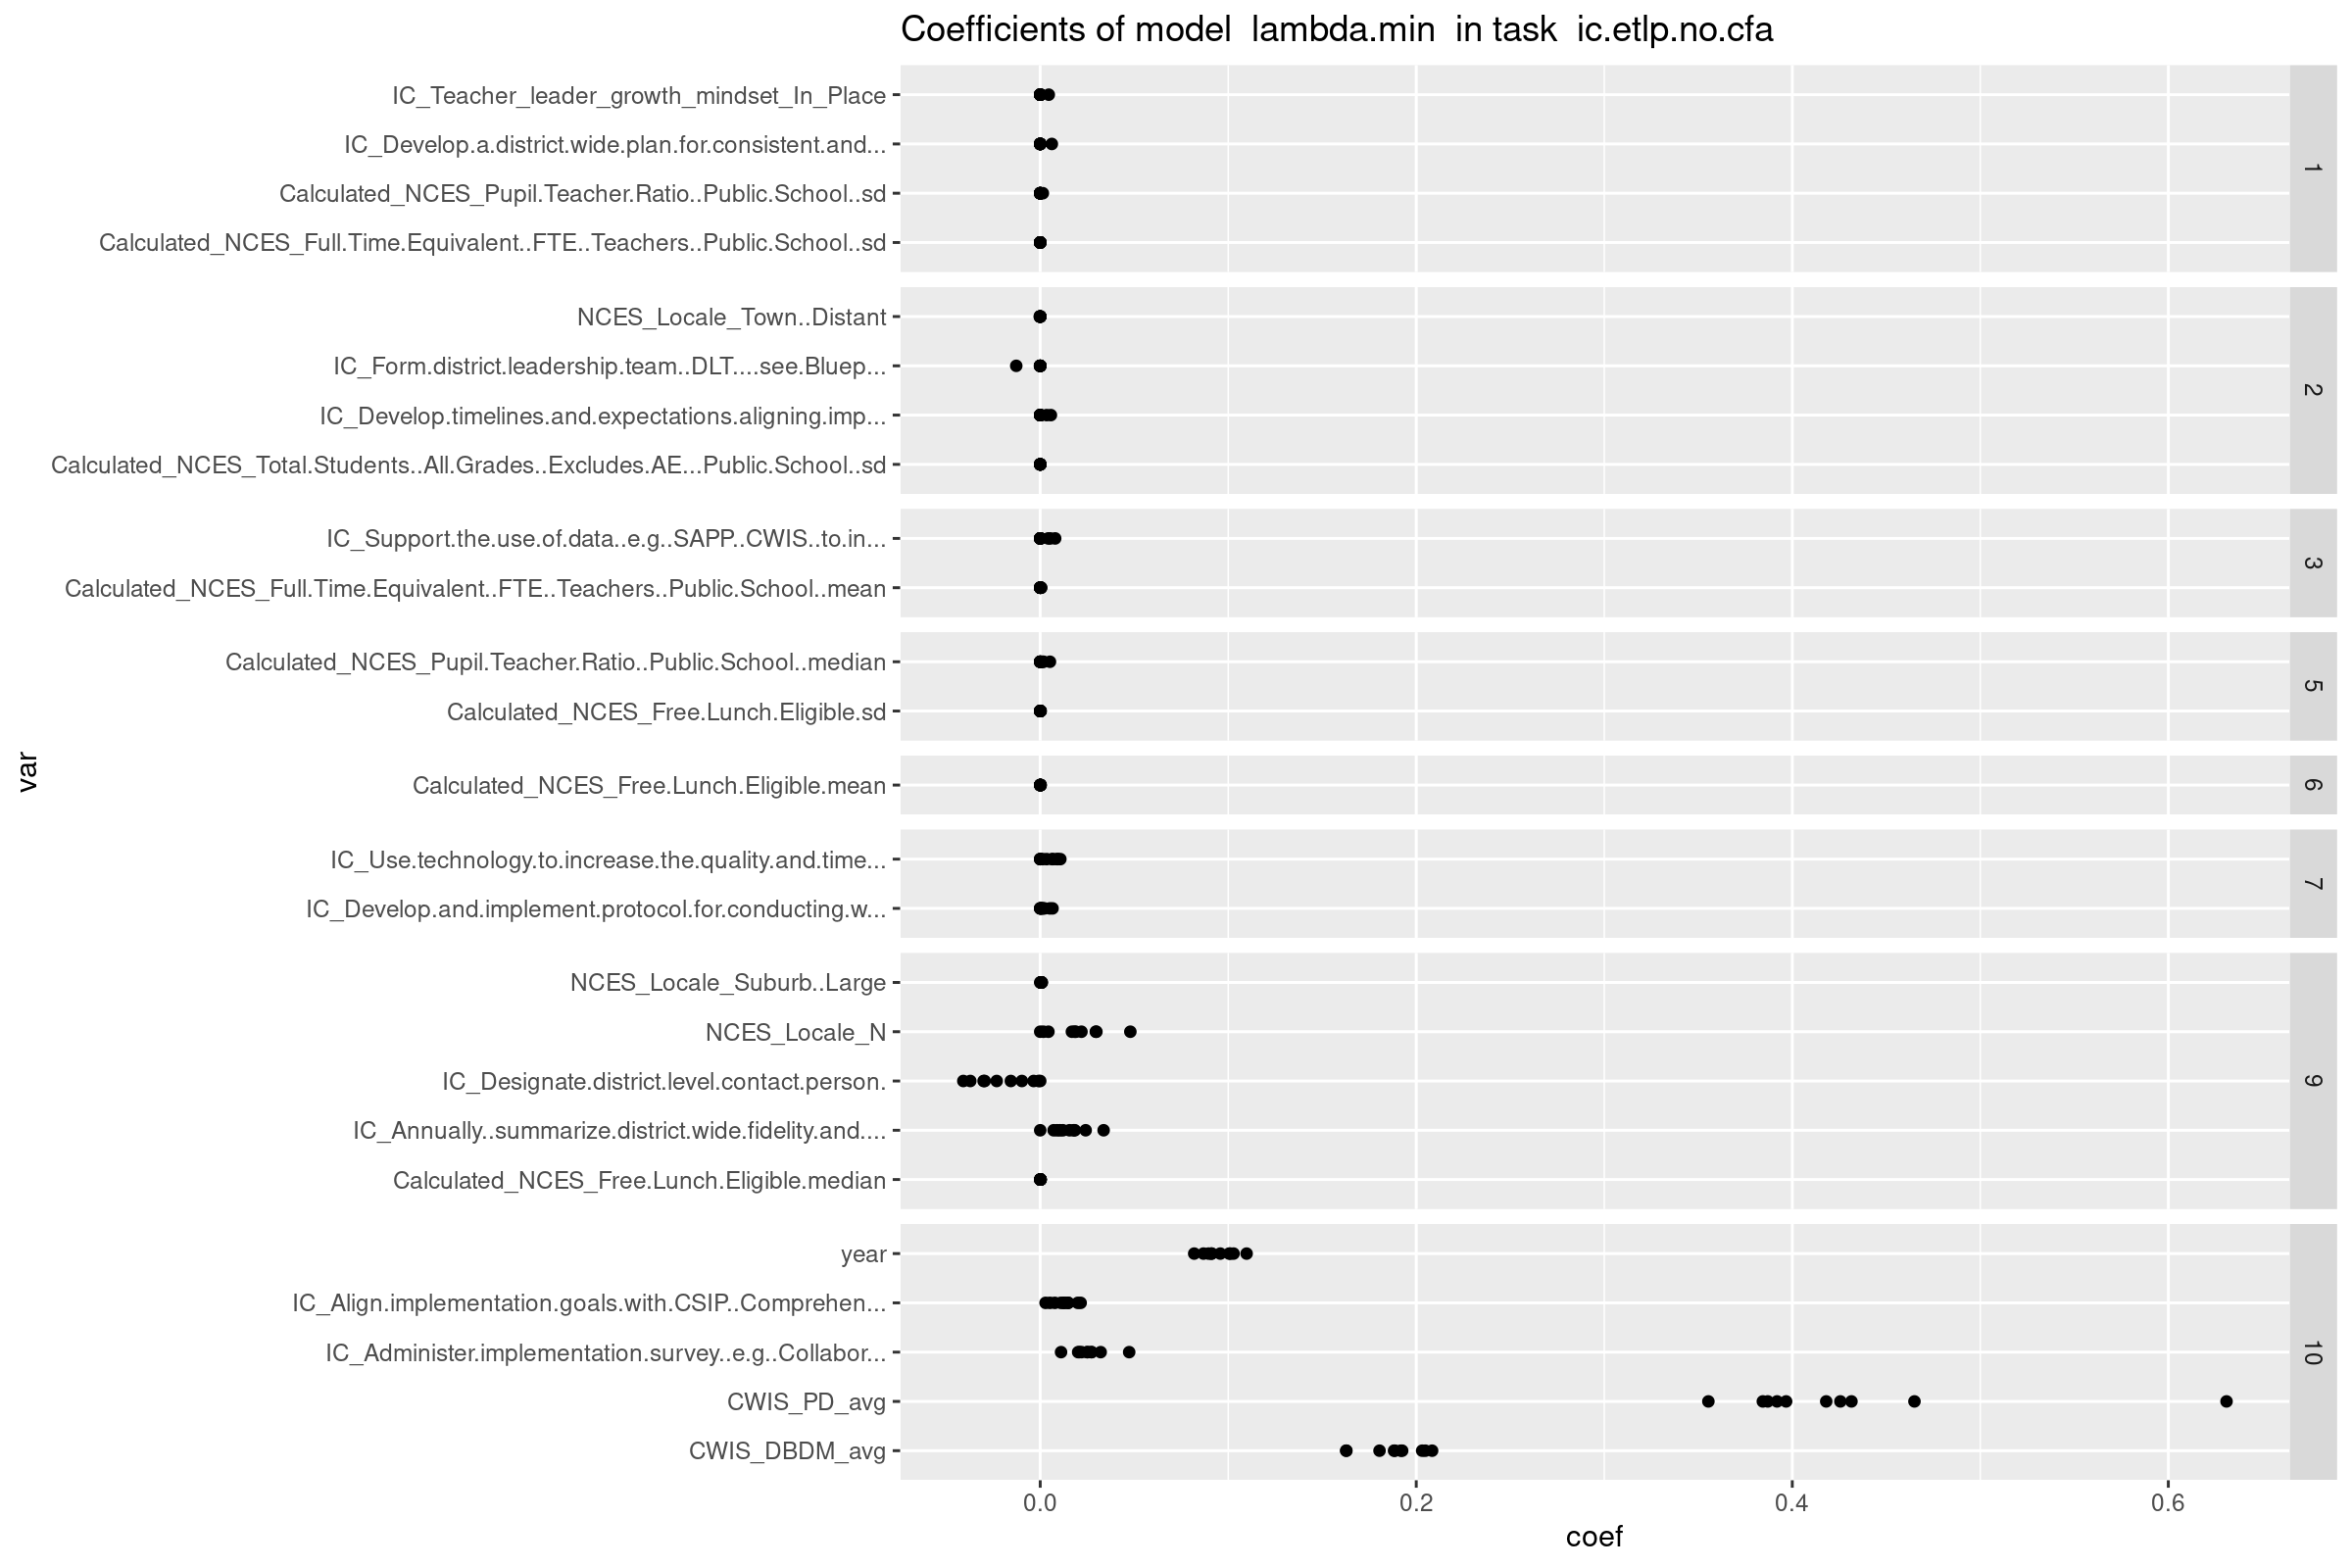 Coefficients of model  lambda.min  in task  ic.etlp.no.cfa
IC_Teacher_leader_growth_mindset_In_Place
IC_Develop.a.district.wide.plan.for.consistent.and...
Calculated_NCES_Pupil.Teacher.Ratio..Public.School..sd
Calculated_NCES_Full.Time.Equivalent..FTE..Teachers..Public.School..sd
1
NCES_Locale_Town..Distant
IC_Form.district.leadership.team..DLT....see.Bluep...
IC_Develop.timelines.and.expectations.aligning.imp...
Calculated_NCES_Total.Students..All.Grades..Excludes.AE...Public.School..sd
2
IC_Support.the.use.of.data..e.g..SAPP..CWIS..to.in...
Calculated_NCES_Full.Time.Equivalent..FTE..Teachers..Public.School..mean
3
Calculated_NCES_Pupil.Teacher.Ratio..Public.School..median
Calculated_NCES_Free.Lunch.Eligible.sd
5
Calculated_NCES_Free.Lunch.Eligible.mean
6
IC_Use.technology.to.increase.the.quality.and.time...
IC_Develop.and.implement.protocol.for.conducting.w...
7
NCES_Locale_Suburb..Large
NCES_Locale_N
IC_Designate.district.level.contact.person.
IC_Annually..summarize.district.wide.fidelity.and....
Calculated_NCES_Free.Lunch.Eligible.median
9
year
IC_Align.implementation.goals.with.CSIP..Comprehen...
IC_Administer.implementation.survey..e.g..Collabor...
CWIS_PD_avg
CWIS_DBDM_avg
10
var
0.0 0.2 0.4 0.6
coef